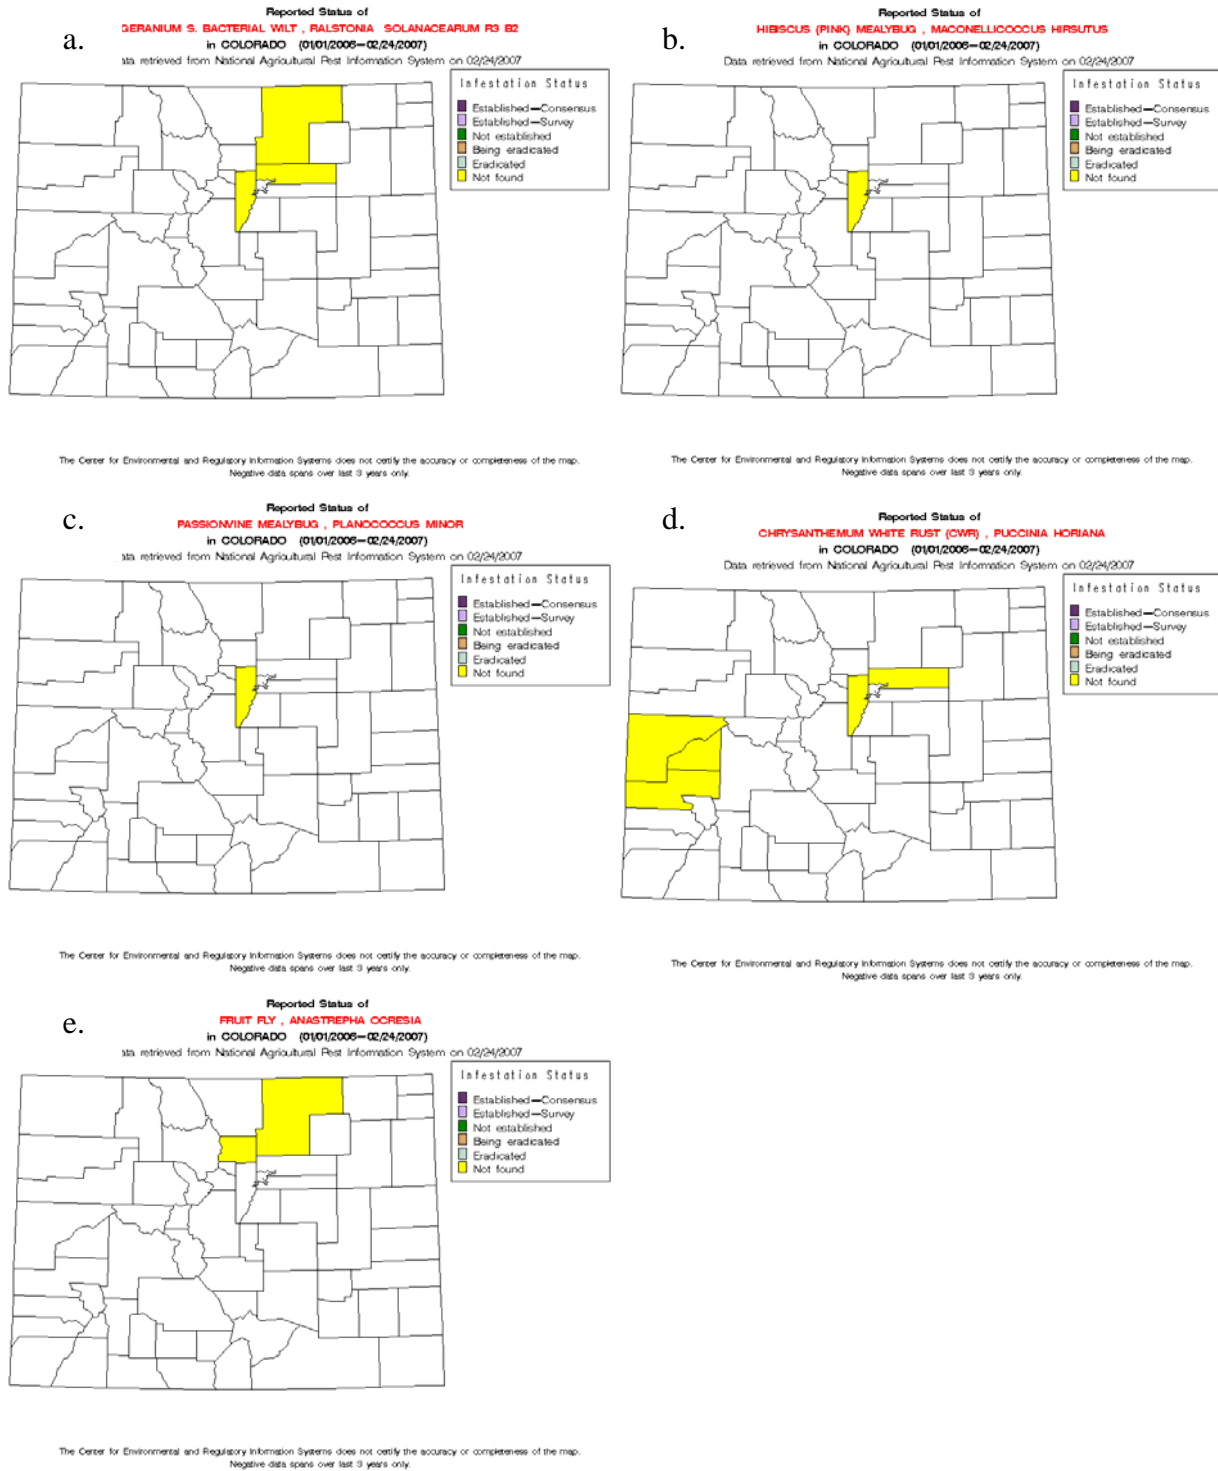 a.
Reported Status of
GERANIUM S. BACTERIAL WILT , RALSTONIA SOLANACEARUM R3 B2
in COLORADO (01/01/2006—02/24/2007)
ata retrieved from National Agricultural Pest Information System on 02/24/2007
Infestation Status
Established—Consensus
Established—Survey
Not established
Being eradicated
Eradicated
Not found
The Center for Environmental and Regulatory Information Systems does not certify the accuracy or completeness of the map.
Negative data spans over last 3 years only.
b.
Reported Status of
HIBISCUS (PINK) MEALYBUG , MACONELLICOCCUS HIRSUTUS
in COLORADO (01/01/2006—02/24/2007)
Data retrieved from National Agricultural Pest Information System on 02/24/2007
Infestation Status
Established—Consensus
Established—Survey
Not established
Being eradicated
Eradicated
Not found
The Center for Environmental and Regulatory Information Systems does not certify the accuracy or completeness of the map.
Negative data spans over last 3 years only.
c.
Reported Status of
PASSIONVINE MEALYBUG , PLANOCOCCUS MINOR
in COLORADO (01/01/2006—02/24/2007)
ata retrieved from National Agricultural Pest Information System on 02/24/2007
Infestation Status
Established—Consensus
Established—Survey
Not established
Being eradicated
Eradicated
Not found
The Center for Environmental and Regulatory Information Systems does not certify the accuracy or completeness of the map.
Negative data spans over last 3 years only.
d.
Reported Status of
CHRYSANTHEMUM WHITE RUST (CWR) , PUCCINIA HORIANA
in COLORADO (01/01/2006—02/24/2007)
Data retrieved from National Agricultural Pest Information System on 02/24/2007
Infestation Status
Established—Consensus
Established—Survey
Not established
Being eradicated
Eradicated
Not found
The Center for Environmental and Regulatory Information Systems does not certify the accuracy or completeness of the map.
Negative data spans over last 3 years only.
e.
Reported Status of
FRUIT FLY , ANASTREPHA OCRESIA
in COLORADO (01/01/2006—02/24/2007)
ata retrieved from National Agricultural Pest Information System on 02/24/2007
Infestation Status
Established—Consensus
Established—Survey
Not established
Being eradicated
Eradicated
Not found
The Center for Environmental and Regulatory Information Systems does not certify the accuracy or completeness of the map.
Negative data spans over last 3 years only.